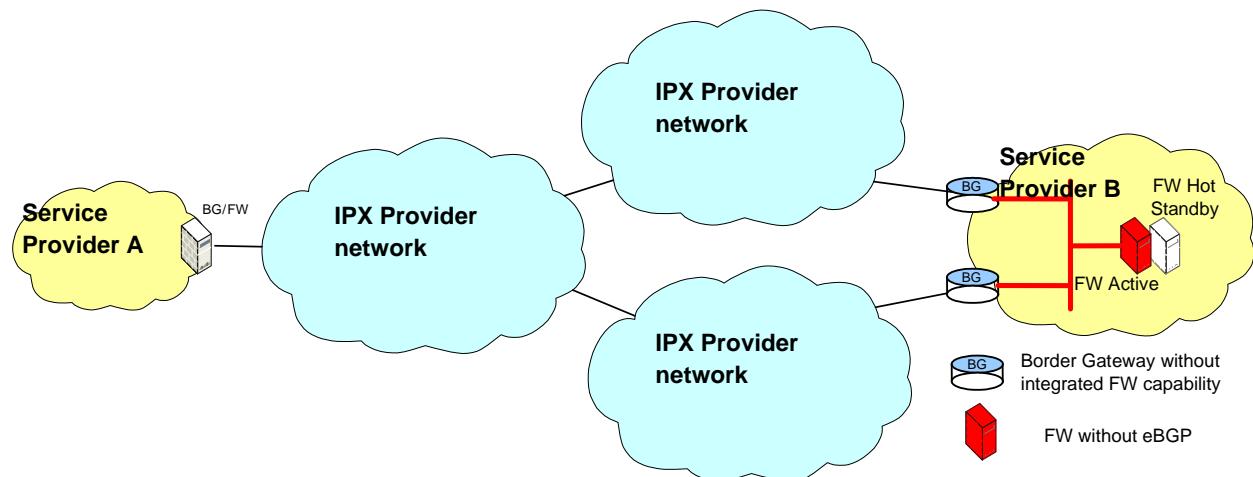 IPX Provider
network
Service
Provider B
BG
FW Hot
Standby
BG/FW
Service
Provider A
IPX Provider
network
BG
FW Active
IPX Provider
network
BG
Border Gateway without
integrated FW capability
FW without eBGP